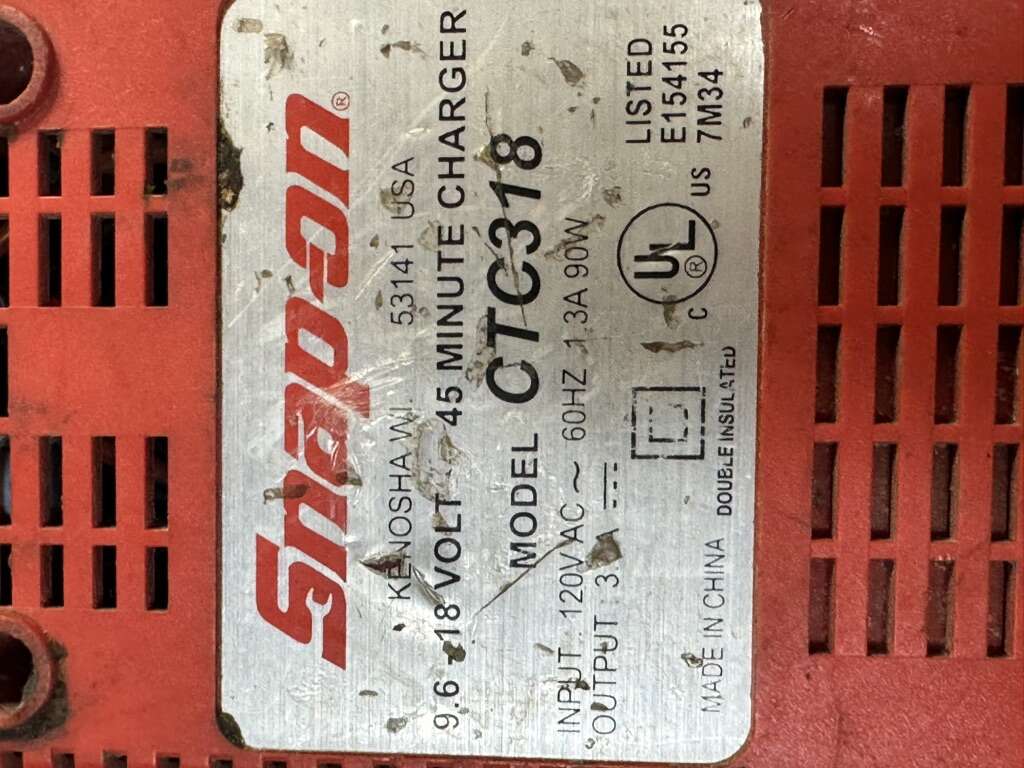 Snap-on®
KENOSHA WI. 53141 USA
9.6 - 18 VOLT 45 MINUTE CHARGER
MODEL CTC318
INPUT : 120V AC ~ 60HZ 1.3A 90W
OUTPUT : 3 A
LISTED
E154155
7M34
C UL® US
DOUBLE INSULATED
MADE IN CHINA